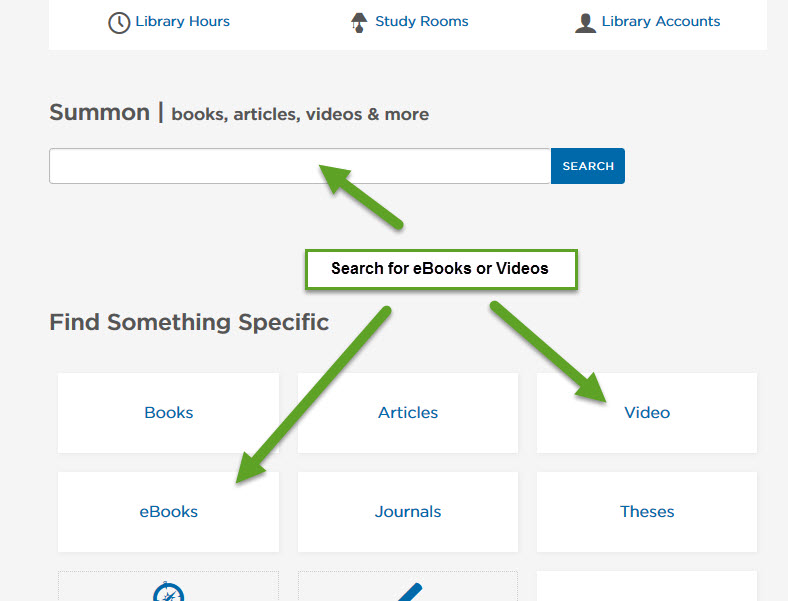 Library Hours Study Rooms Library Accounts
Summon | books, articles, videos & more
SEARCH
Search for eBooks or Videos
Find Something Specific
Books Articles Video
eBooks Journals Theses